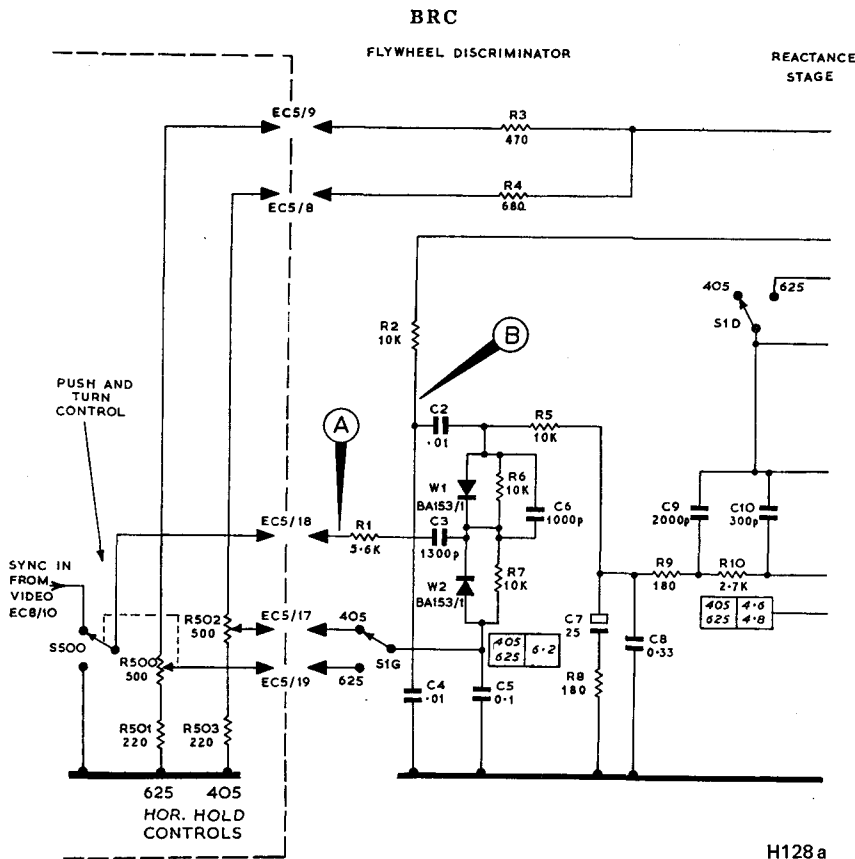 BRC
FLYWHEEL DISCRIMINATOR
REACTANCE
STAGE
EC5/9
R3
470
EC5/8
R4
680
405
625
S1D
R2
10K
B
PUSH AND
TURN
CONTROL
A
C2
.01
R5
10K
W1
BA153/1
R6
10K
C6
1000p
C9
2000p
C10
300p
EC5/18
R1
5.6K
C3
1300p
SYNC IN
FROM
VIDEO
EC8/10
W2
BA153/1
R7
10K
R9
180
R10
2.7K
S500
R502
500
EC5/17
405
405
625
6.2
C7
25
405
625
4.6
4.8
R500
500
S1G
EC5/19
625
C8
0.33
R8
180
C4
.01
C5
0.1
R501
220
R503
220
625
405
HOR. HOLD
CONTROLS
H128a